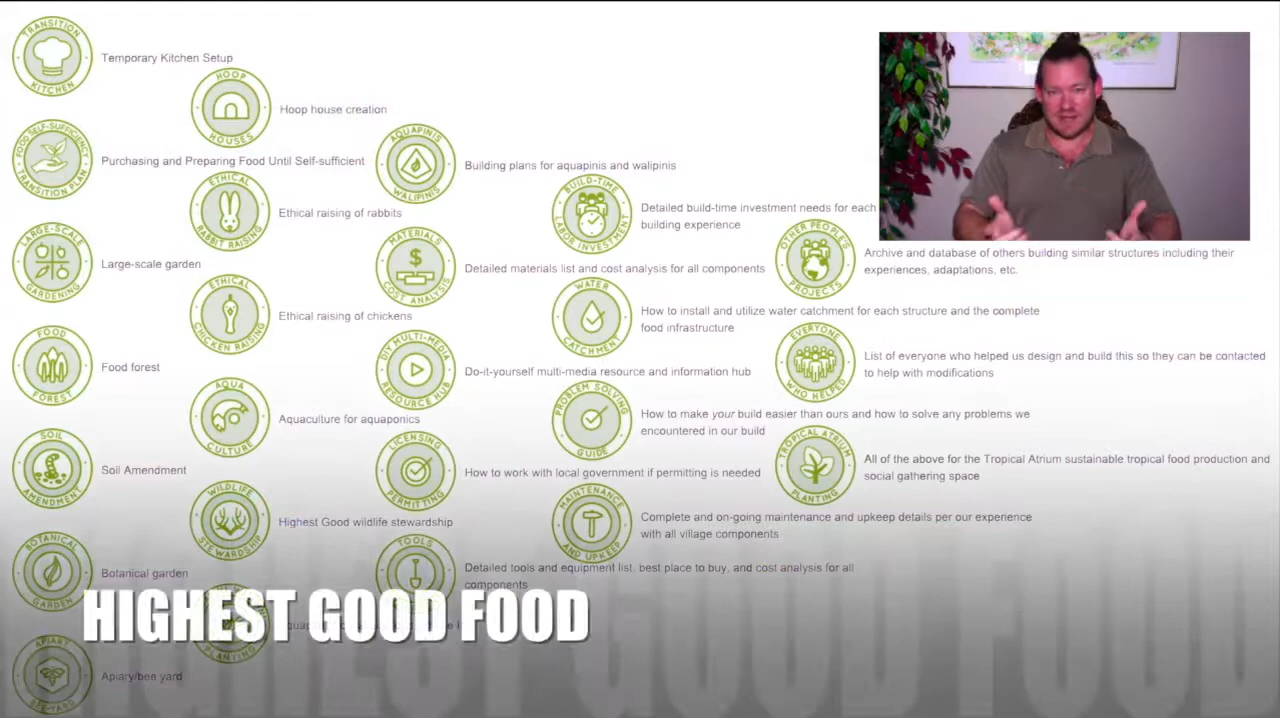 TRANSITION
KITCHEN
Temporary Kitchen Setup
HOOP
HOUSES
Hoop house creation
FOOD SELF-SUFFICIENCY
TRANSITION PLAN
Purchasing and Preparing Food Until Self-sufficient
AQUAPINIS
WALIPINIS
Building plans for aquapinis and walipinis
ETHICAL
RABBIT RAISING
Ethical raising of rabbits
BUILD-TIME
LABOR INVESTMENT
Detailed build-time investment needs for each
building experience
LARGE-SCALE
GARDENING
Large-scale garden
MATERIALS
COST ANALYSIS
Detailed materials list and cost analysis for all components
OTHER PEOPLE'S
PROJECTS
Archive and database of others building similar structures including their
experiences, adaptations, etc.
ETHICAL
CHICKEN RAISING
Ethical raising of chickens
WATER
CATCHMENT
How to install and utilize water catchment for each structure and the complete
food infrastructure
FOOD
FOREST
Food forest
DIY MULTI-MEDIA
RESOURCE HUB
Do-it-yourself multi-media resource and information hub
EVERYONE
WHO HELPED
List of everyone who helped us design and build this so they can be contacted
to help with modifications
AQUA
CULTURE
Aquaculture for aquaponics
PROBLEM SOLVING
GUIDE
How to make your build easier than ours and how to solve any problems we
encountered in our build
SOIL
AMENDMENT
Soil Amendment
LICENSING
PERMITTING
How to work with local government if permitting is needed
TROPICAL ATRIUM
PLANTING
All of the above for the Tropical Atrium sustainable tropical food production and
social gathering space
WILDLIFE
STEWARDSHIP
Highest Good wildlife stewardship
MAINTENANCE
AND UPKEEP
Complete and on-going maintenance and upkeep details per our experience
with all village components
BOTANICAL
GARDEN
Botanical garden
TOOLS
Detailed tools and equipment list, best place to buy, and cost analysis for all
components
PLANTING
HIGHEST GOOD FOOD
APIARY
BEE YARD
Apiary/bee yard
HIGHEST GOOD FOOD